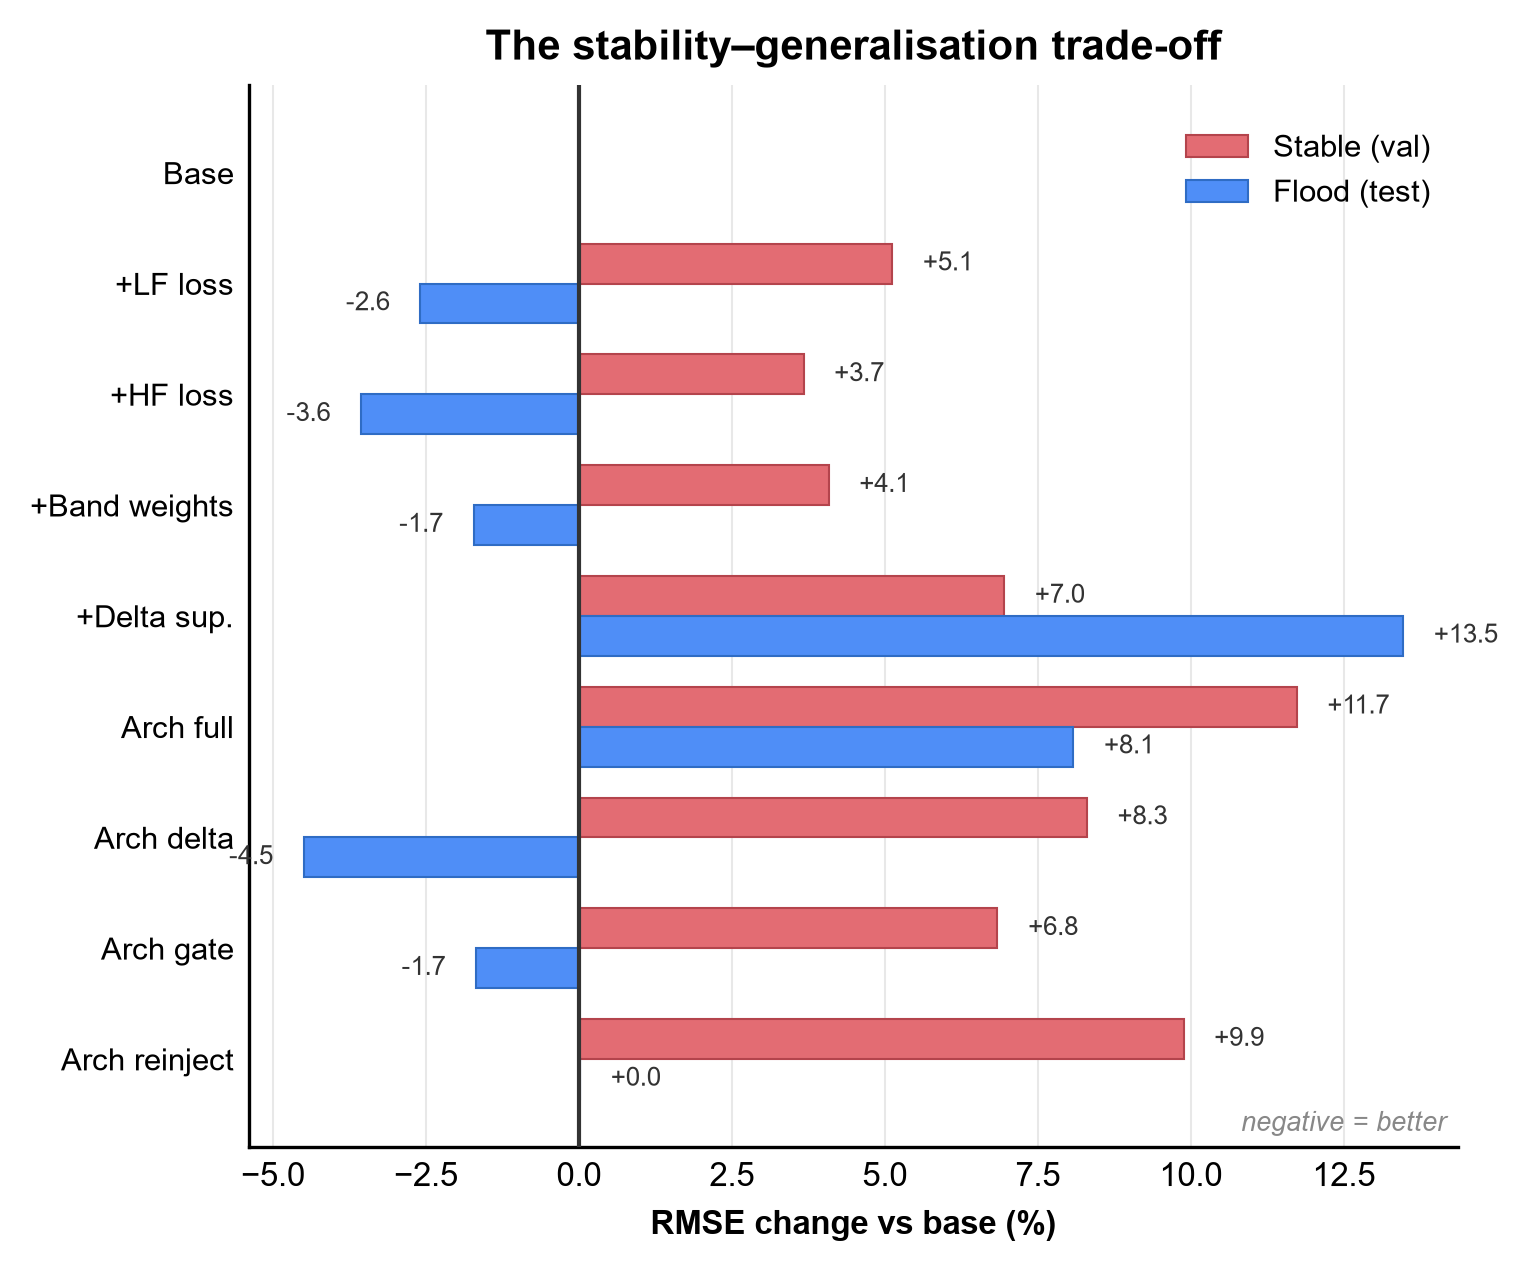 The stability–generalisation trade-off
Stable (val)
Flood (test)
Base
+LF loss
+5.1
-2.6
+HF loss
+3.7
-3.6
+Band weights
+4.1
-1.7
+Delta sup.
+7.0
+13.5
Arch full
+11.7
+8.1
Arch delta
+8.3
-4.5
Arch gate
+6.8
-1.7
Arch reinject
+9.9
+0.0
negative = better
−5.0 −2.5 0.0 2.5 5.0 7.5 10.0 12.5
RMSE change vs base (%)